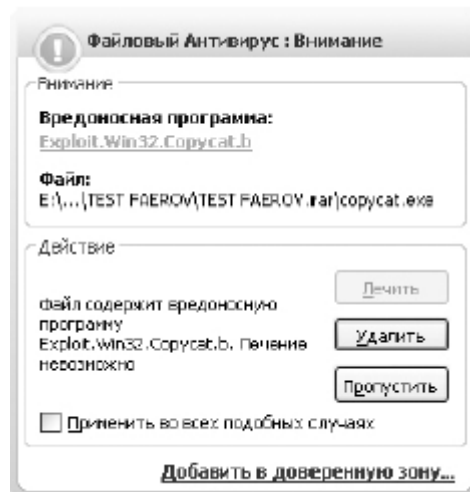 Файловый Антивирус : Внимание
Внимание
Вредоносная программа:
Exploit.Win32.Copycat.b
Файл:
E:\...\TEST FAEROV\TEST FAEROV.rar\copycat.exe
Действие
Файл содержит вредоносную
программу
Exploit.Win32.Copycat.b. Лечение
невозможно
Лечить
Удалить
Пропустить
Применить во всех подобных случаях
Добавить в доверенную зону...